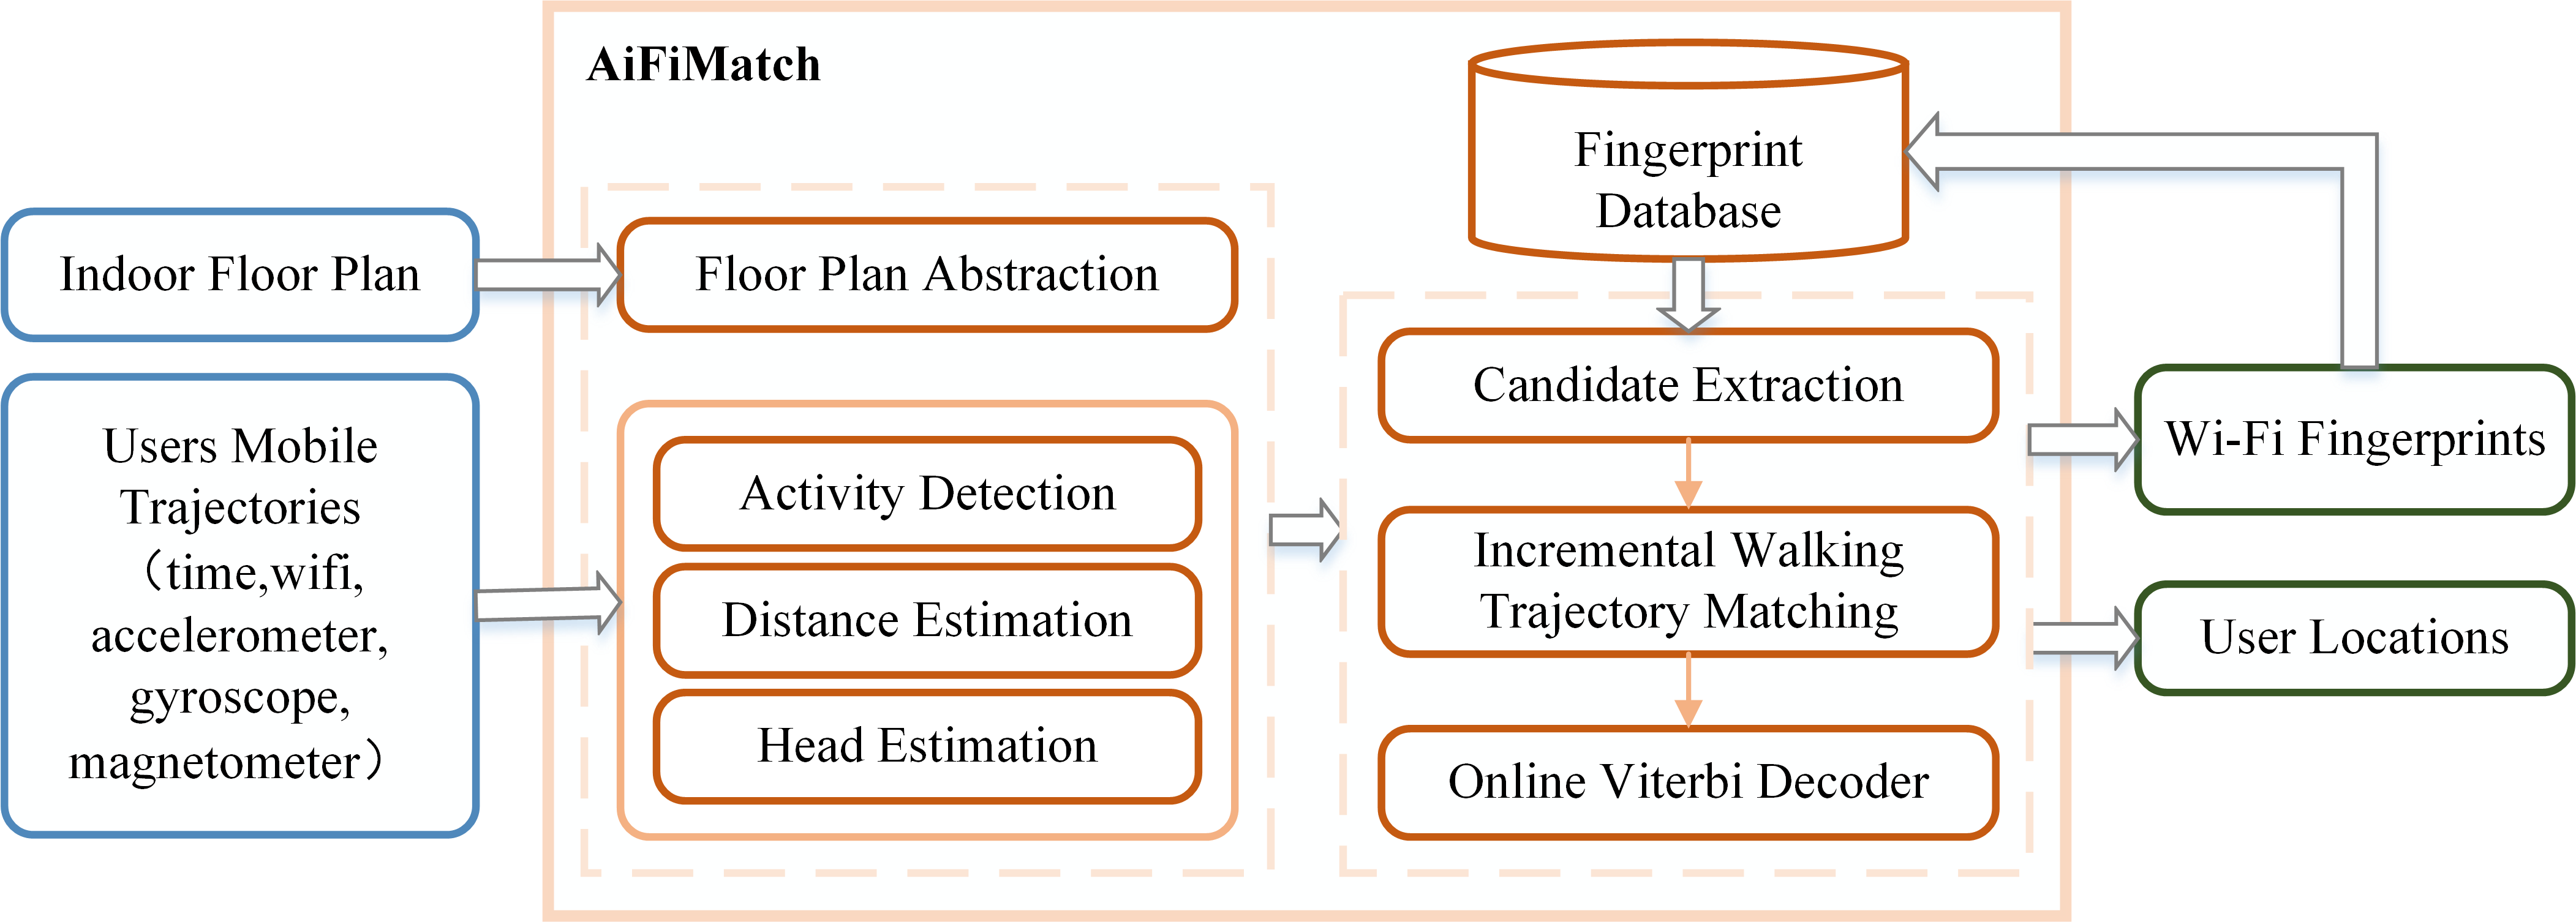 AiFiMatch
Indoor Floor Plan
Users Mobile
Trajectories
（time,wifi,
accelerometer,
gyroscope,
magnetometer）
Floor Plan Abstraction
Activity Detection
Distance Estimation
Head Estimation
Fingerprint
Database
Candidate Extraction
Incremental Walking
Trajectory Matching
Online Viterbi Decoder
Wi-Fi Fingerprints
User Locations